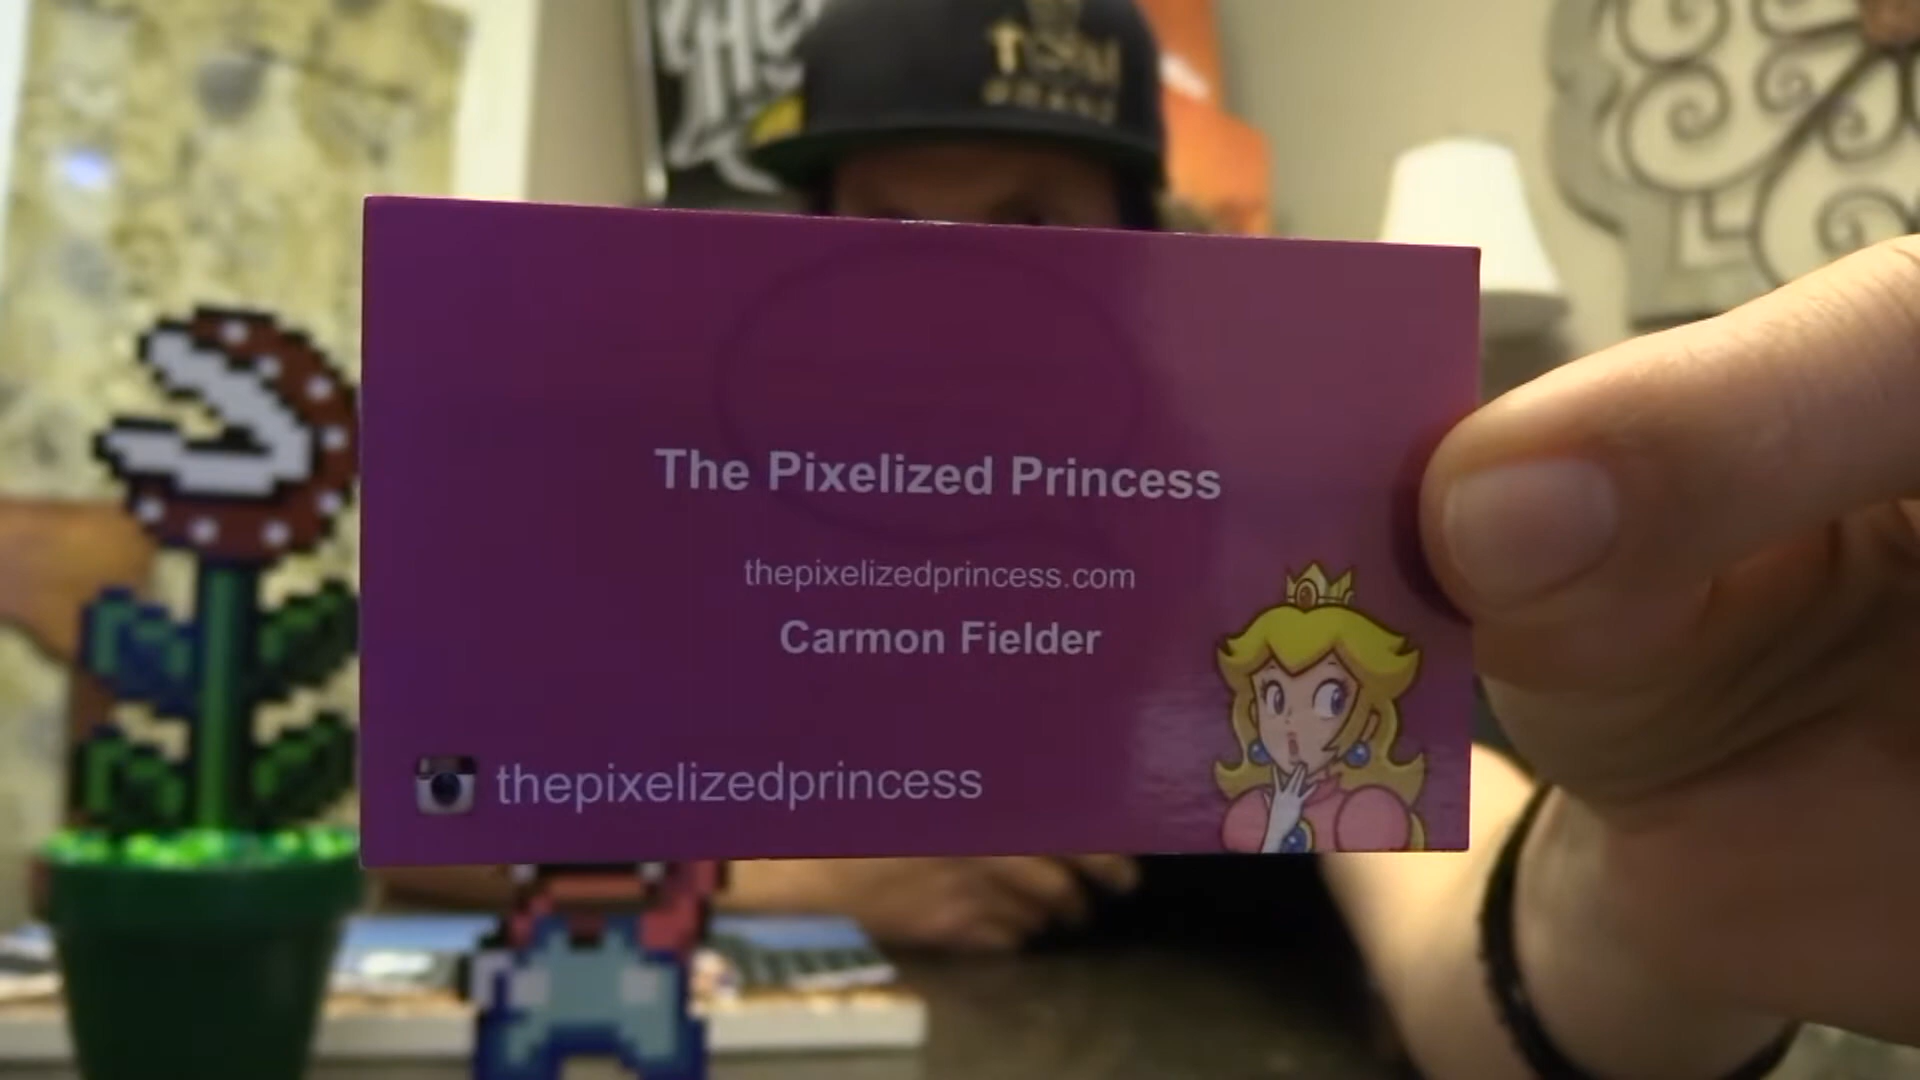 The Pixelized Princess
thepixelizedprincess.com
Carmon Fielder
thepixelizedprincess